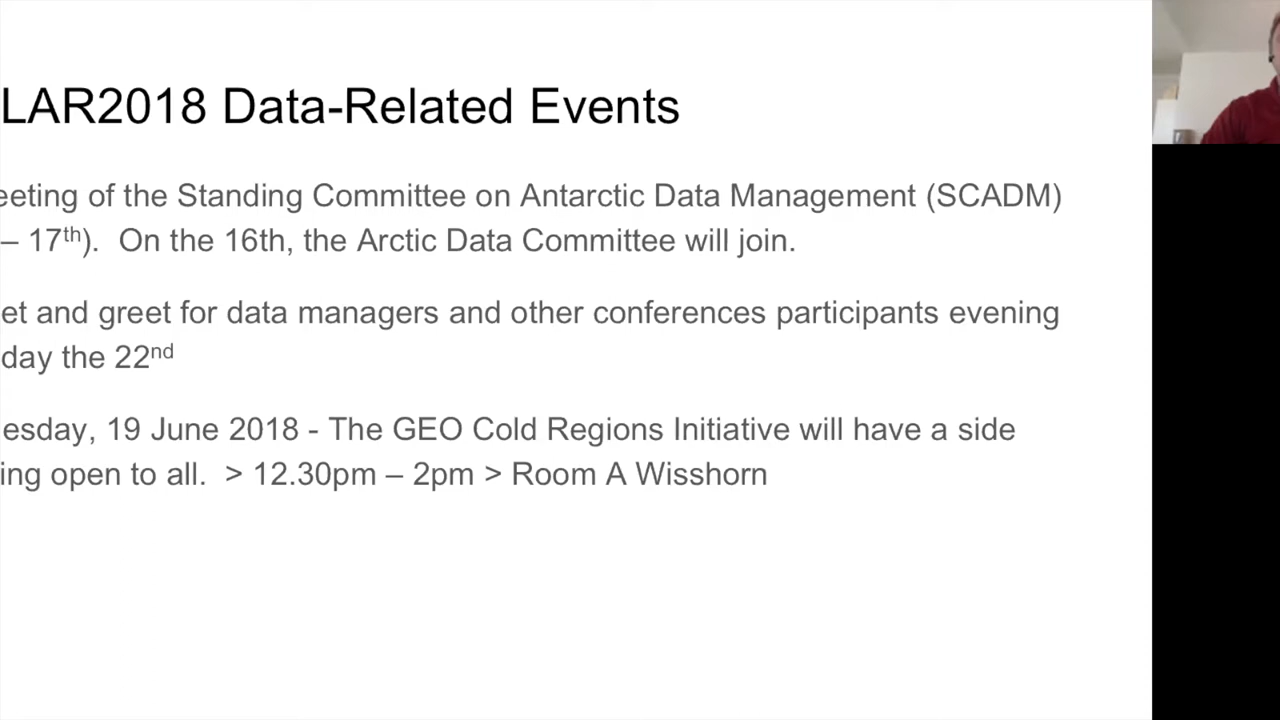 LAR2018 Data-Related Events
eeting of the Standing Committee on Antarctic Data Management (SCADM)
– 17th). On the 16th, the Arctic Data Committee will join.
et and greet for data managers and other conferences participants evening
day the 22nd
esday, 19 June 2018 - The GEO Cold Regions Initiative will have a side
ing open to all. > 12.30pm – 2pm > Room A Wisshorn